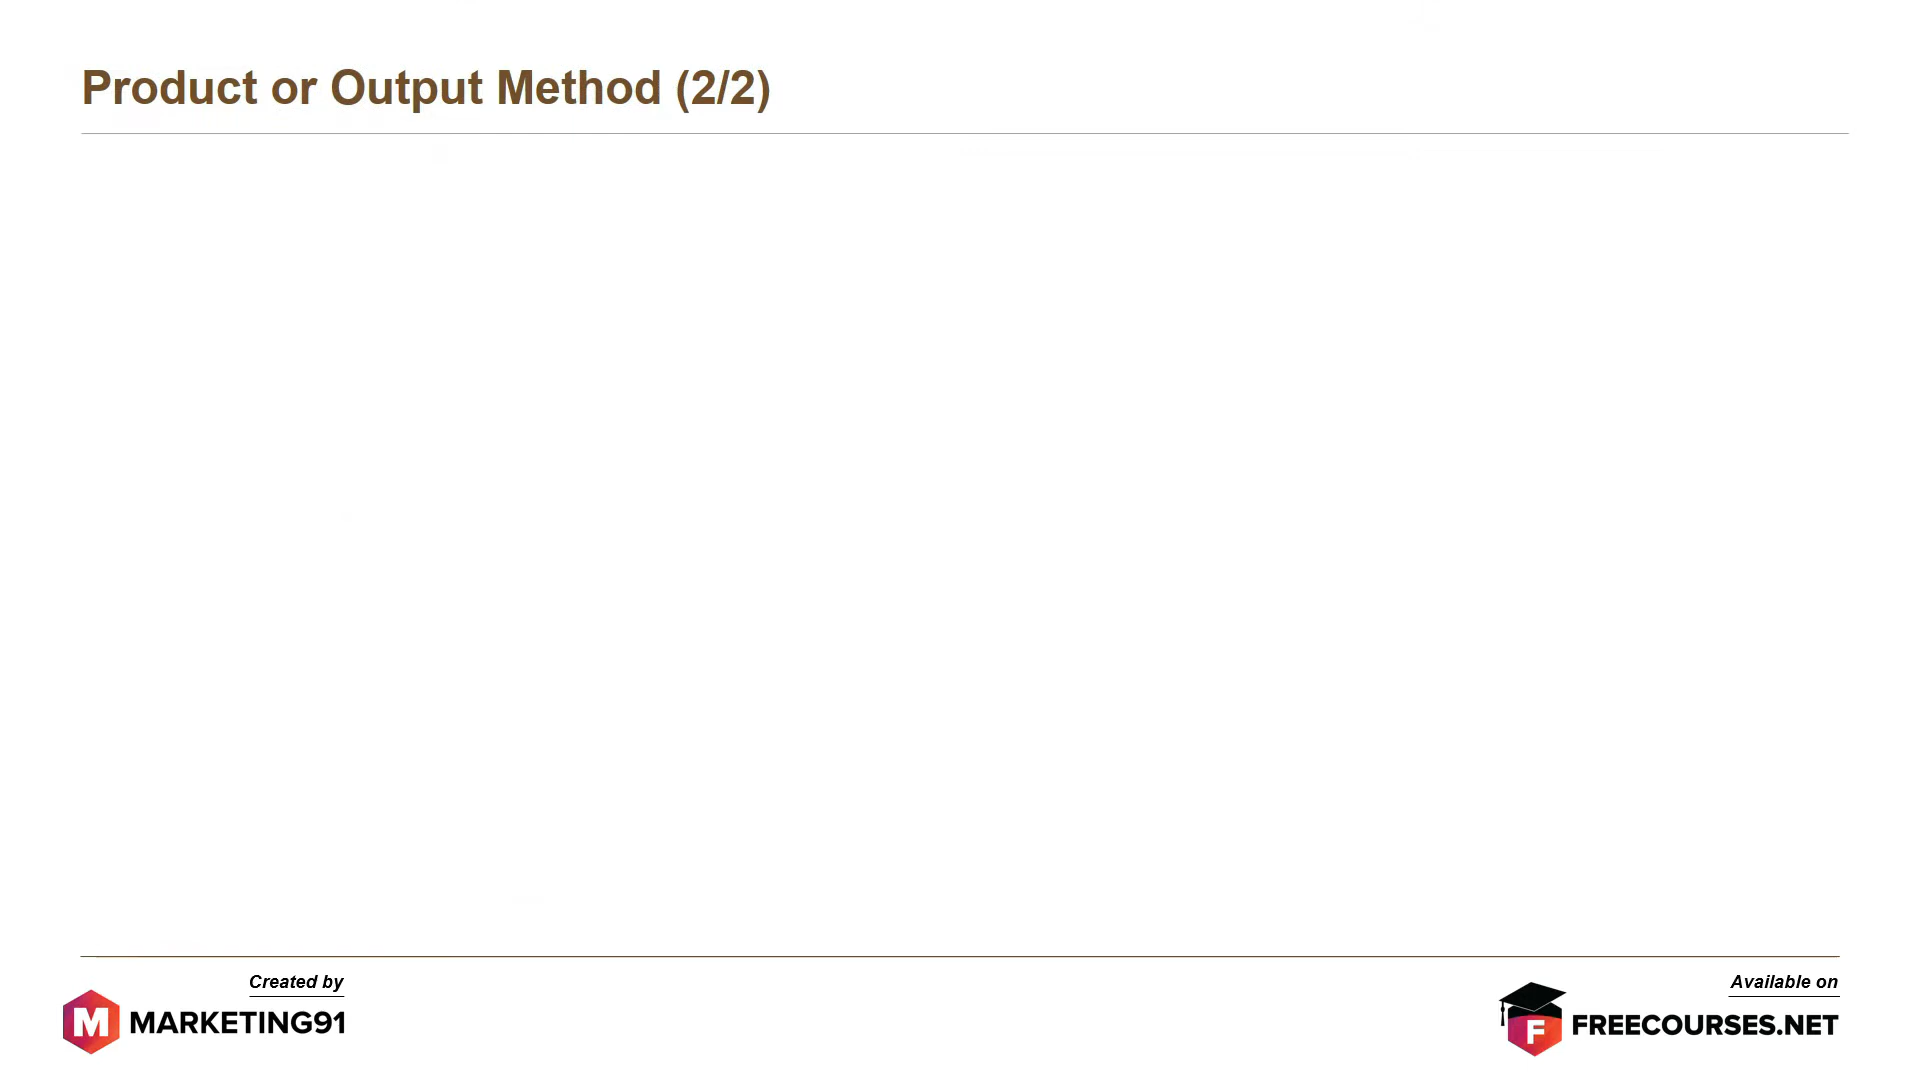 Product or Output Method (2/2)
Created by
M MARKETING91
Available on
F FREECOURSES.NET